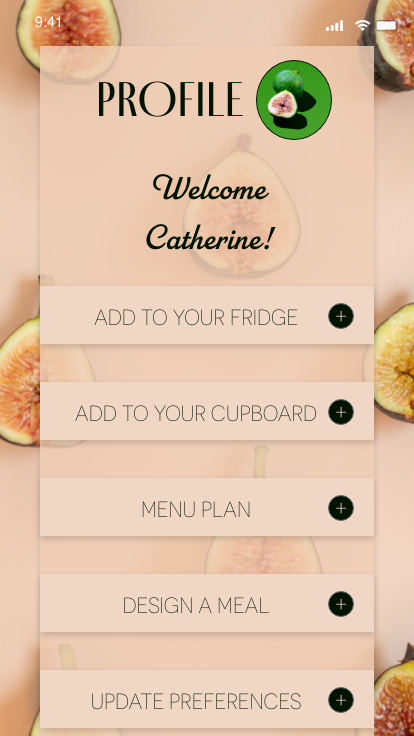 9:41
PROFILE
Welcome
Catherine!
ADD TO YOUR FRIDGE
ADD TO YOUR CUPBOARD
MENU PLAN
DESIGN A MEAL
UPDATE PREFERENCES